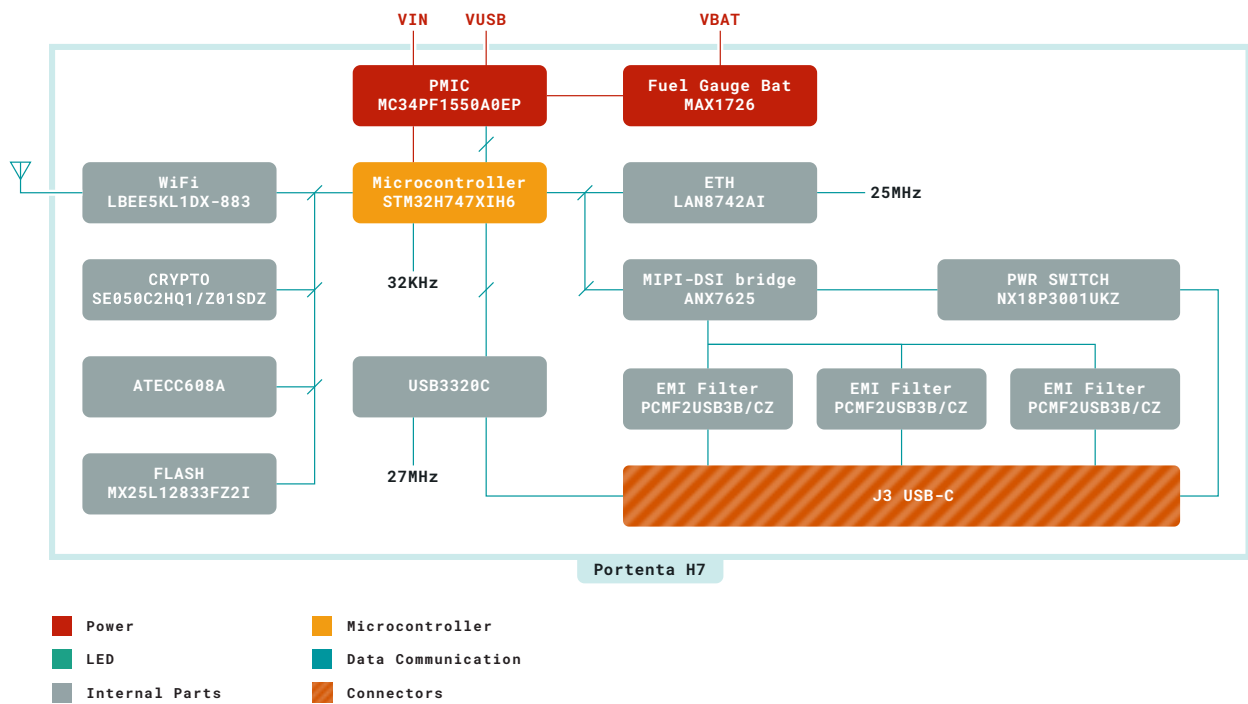 VIN
VUSB
VBAT
PMIC
MC34PF1550A0EP
Fuel Gauge Bat
MAX1726
WiFi
LBEE5KL1DX-883
Microcontroller
STM32H747XIH6
ETH
LAN8742AI
25MHz
CRYPTO
SE050C2HQ1/Z01SDZ
32KHz
MIPI-DSI bridge
ANX7625
PWR SWITCH
NX18P3001UKZ
ATECC608A
USB3320C
EMI Filter
PCMF2USB3B/CZ
EMI Filter
PCMF2USB3B/CZ
EMI Filter
PCMF2USB3B/CZ
FLASH
MX25L12833FZ2I
27MHz
J3 USB-C
Portenta H7
Power
Microcontroller
LED
Data Communication
Internal Parts
Connectors